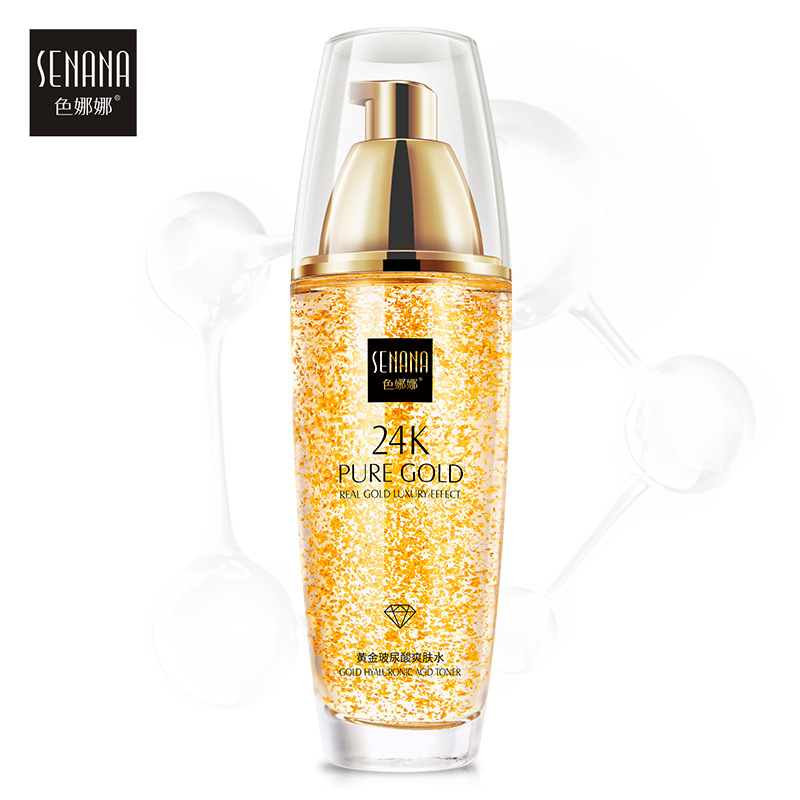 SENANA
色娜娜®
SENANA
色娜娜®
24K
PURE GOLD
REAL GOLD LUXURY EFFECT
黄金玻尿酸爽肤水
GOLD HYALURONIC ACID TONER